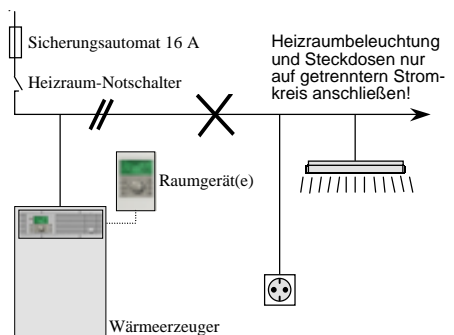 Sicherungsautomat 16 A
Heizraum-Notschalter
Heizraumbeleuchtung
und Steckdosen nur
auf getrenntern Strom-
kreis anschließen!
Raumgerät(e)
Wärmeerzeuger